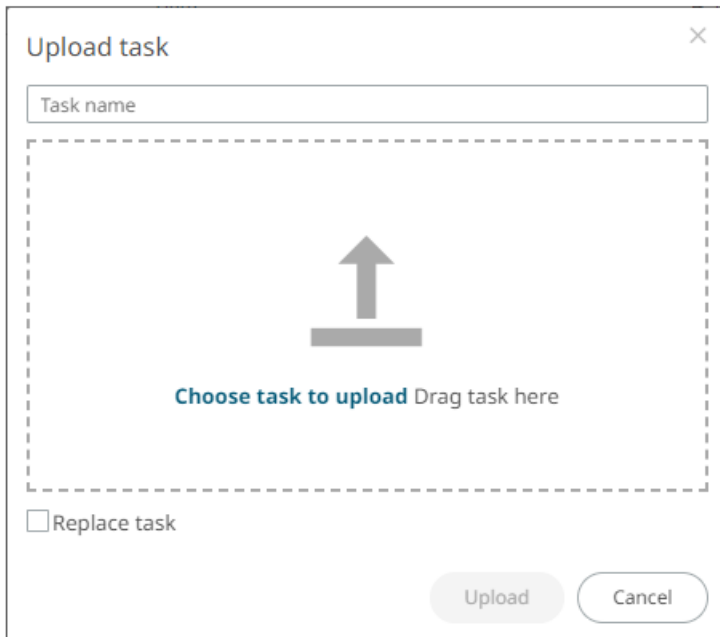 Upload task
Task name
Choose task to upload Drag task here
Replace task
Upload
Cancel